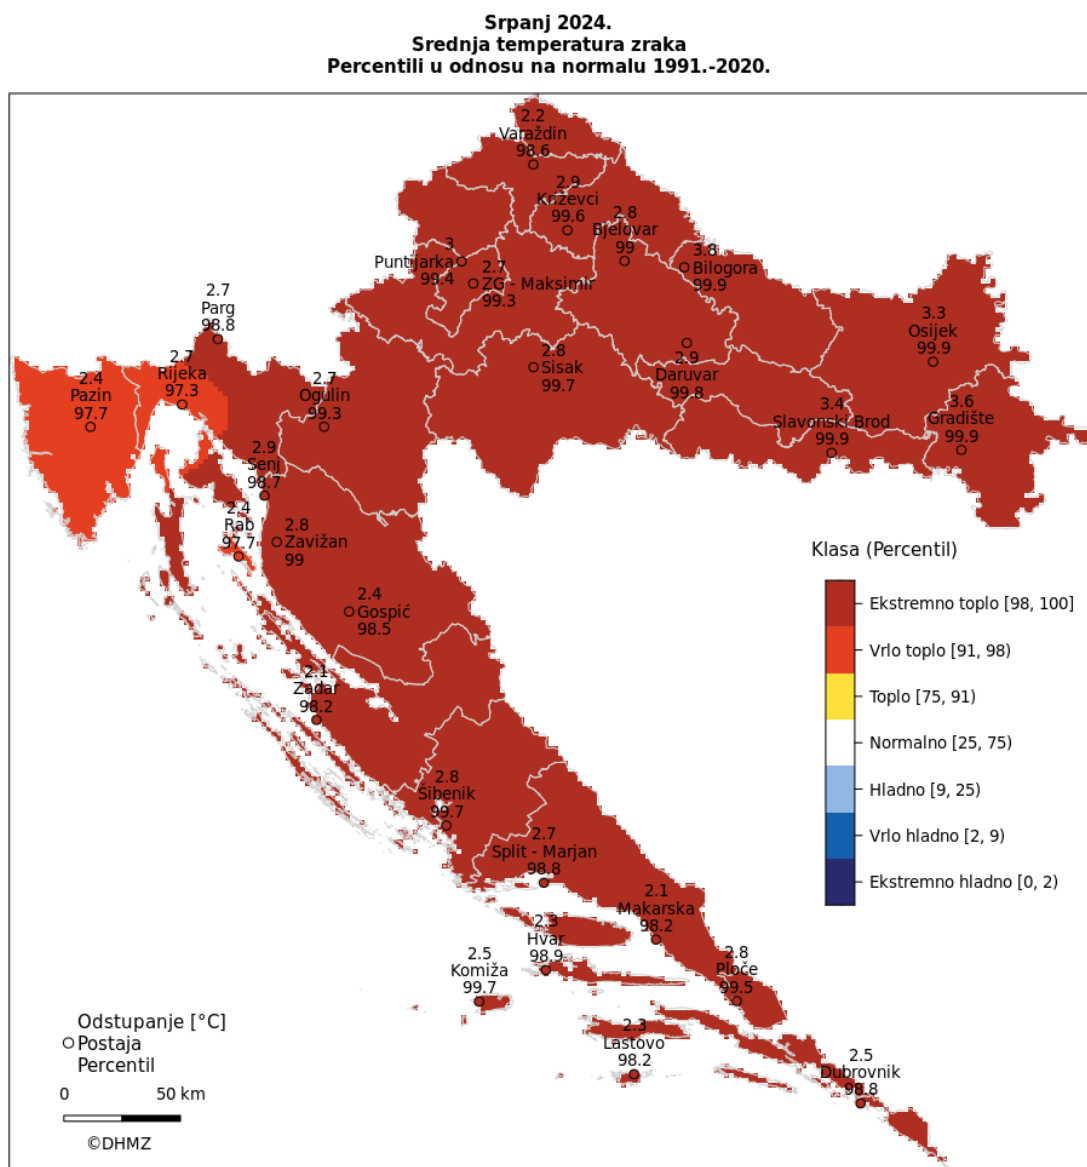 Srpanj 2024.
Srednja temperatura zraka
Percentili u odnosu na normalu 1991.-2020.
2.2
Varaždin
98.6
2.9
Križevci
99.6
2.8
Bjelovar
99
3
Puntijarka
99.4
2.7
ZG - Maksimir
99.3
3.8
Bilogora
99.9
2.7
Parg
98.8
3.3
Osijek
99.9
2.7
Rijeka
97.3
2.4
Pazin
97.7
2.7
Ogulin
99.3
2.8
Sisak
99.7
2.9
Daruvar
99.8
3.4
Slavonski Brod
99.9
3.6
Gradište
99.9
2.9
Senj
98.7
2.4
Rab
97.7
2.8
Zavižan
99
2.4
Gospić
98.5
2.1
Zadar
98.2
2.8
Šibenik
99.7
2.7
Split - Marjan
98.8
2.1
Makarska
98.2
2.3
Hvar
98.9
2.5
Komiža
99.7
2.8
Ploče
99.5
2.3
Lastovo
98.2
2.5
Dubrovnik
98.8
Klasa (Percentil)
Ekstremno toplo [98, 100]
Vrlo toplo [91, 98)
Toplo [75, 91)
Normalno [25, 75)
Hladno [9, 25)
Vrlo hladno [2, 9)
Ekstremno hladno [0, 2)
Odstupanje [°C]
Postaja
Percentil
0 50 km
©DHMZ